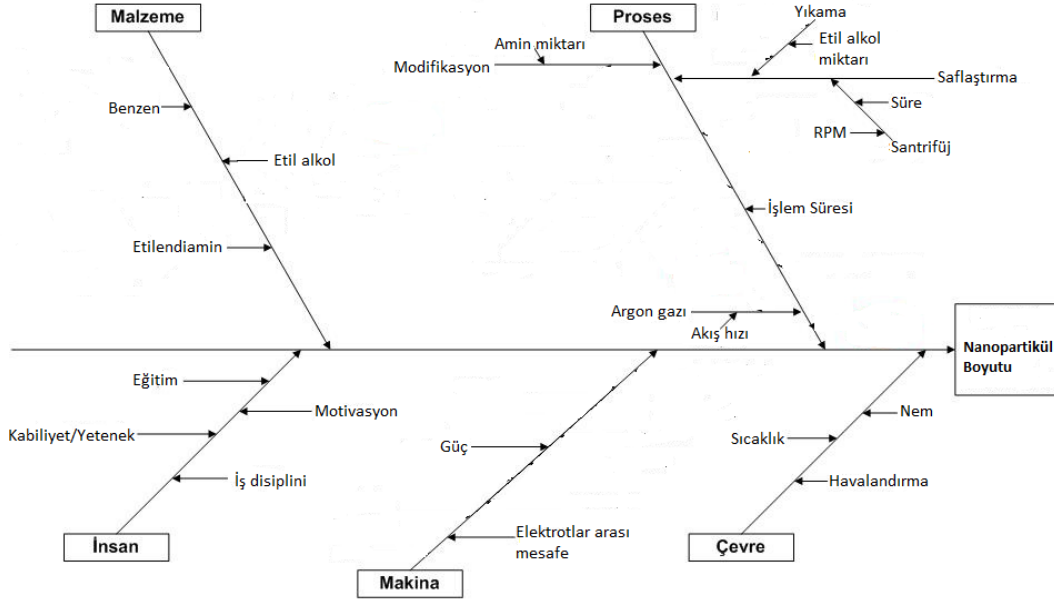 Malzeme
Proses
Yıkama
Amin miktarı
Etil alkol
miktarı
Modifikasyon
Saflaştırma
Benzen
Süre
RPM
Santrifüj
Etil alkol
İşlem Süresi
Etilendiamin
Argon gazı
Akış hızı
Nanopartikül
Boyutu
Eğitim
Motivasyon
Nem
Kabiliyet/Yetenek
Güç
Sıcaklık
İş disiplini
Havalandırma
Elektrotlar arası
mesafe
İnsan
Çevre
Makina